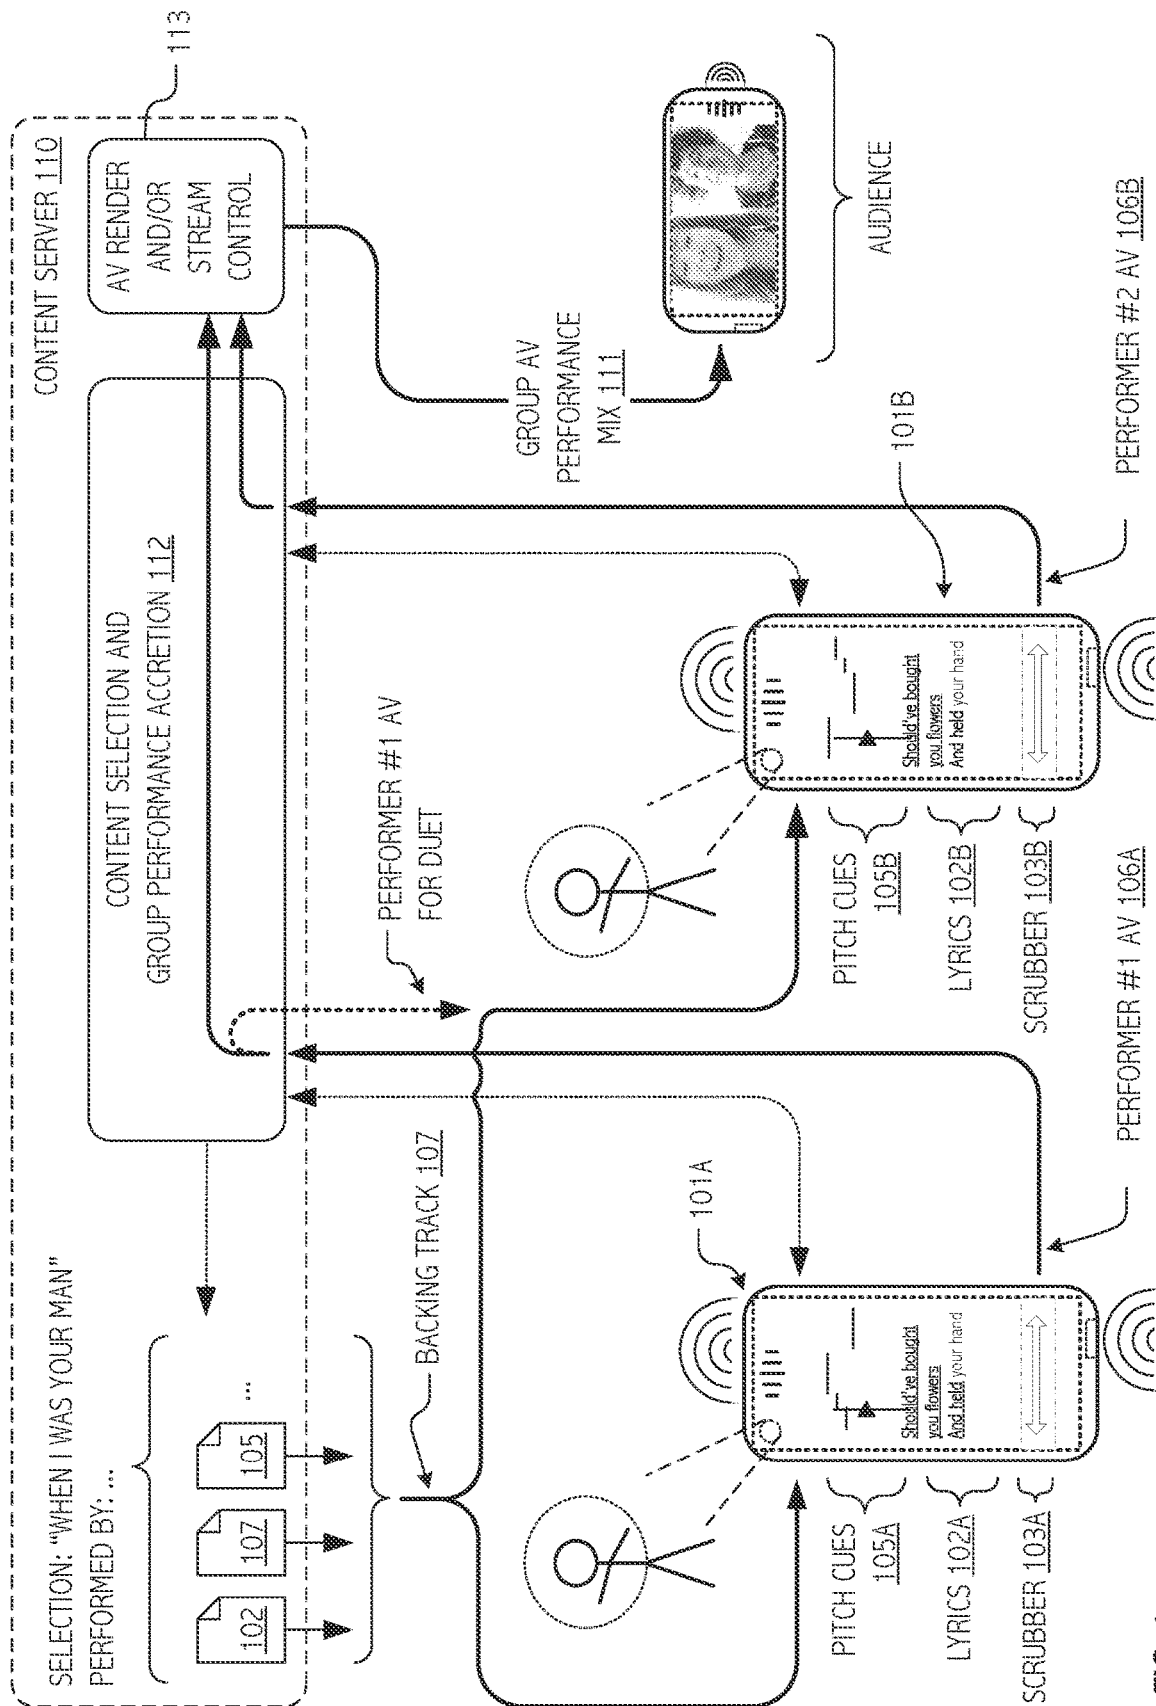 CONTENT SERVER 110
SELECTION: "WHEN I WAS YOUR MAN"
PERFORMED BY: ...
102
107
105
...
CONTENT SELECTION AND
GROUP PERFORMANCE ACCRETION 112
AV RENDER
AND/OR
STREAM
CONTROL
113
BACKING TRACK 107
PERFORMER #1 AV
FOR DUET
GROUP AV
PERFORMANCE
MIX 111
AUDIENCE
101A
PITCH CUES
105A
LYRICS 102A
SCRUBBER 103A
Should've bought
you flowers
And held your hand
PERFORMER #1 AV 106A
101B
PITCH CUES
105B
LYRICS 102B
SCRUBBER 103B
Should've bought
you flowers
And held your hand
PERFORMER #2 AV 106B